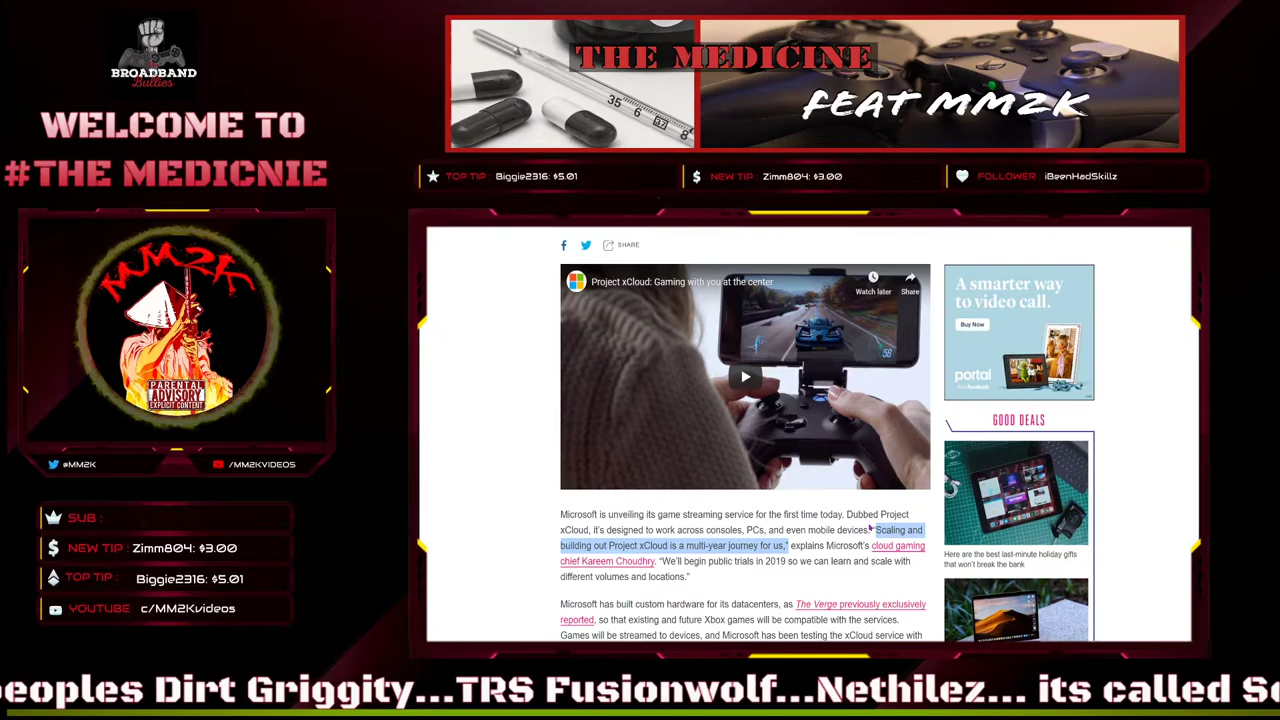 BROADBAND
Bullies
WELCOME TO
#THE MEDICNIE
THE MEDICINE
FEAT MM2K
35
6
37
8
TOP TIP : Biggie2316: $5.01
NEW TIP : Zimm804: $3.00
FOLLOWER iBeenHadSkillz
MM2K
PARENTAL
ADVISORY
EXPLICIT CONTENT
@MM2K
/MM2KVIDEOS
SUB :
NEW TIP : Zimm804: $3.00
TOP TIP : Biggie2316: $5.01
YOUTUBE c/MM2Kvideos
SHARE
Project xCloud: Gaming with you at the center
Watch later
Share
56
Microsoft is unveiling its game streaming service for the first time today. Dubbed Project
xCloud, it's designed to work across consoles, PCs, and even mobile devices. “Scaling and
building out Project xCloud is a multi-year journey for us,” explains Microsoft's cloud gaming
chief Kareem Choudhry. “We'll begin public trials in 2019 so we can learn and scale with
different volumes and locations.”
Microsoft has built custom hardware for its datacenters, as The Verge previously exclusively
reported, so that existing and future Xbox games will be compatible with the services.
Games will be streamed to devices, and Microsoft has been testing the xCloud service with
A smarter way
to video call.
Buy Now
portal
from facebook
GOOD DEALS
Here are the best last-minute holiday gifts
that won't break the bank
peoples Dirt Griggity...TRS Fusionwolf...Nethilez... its called Se